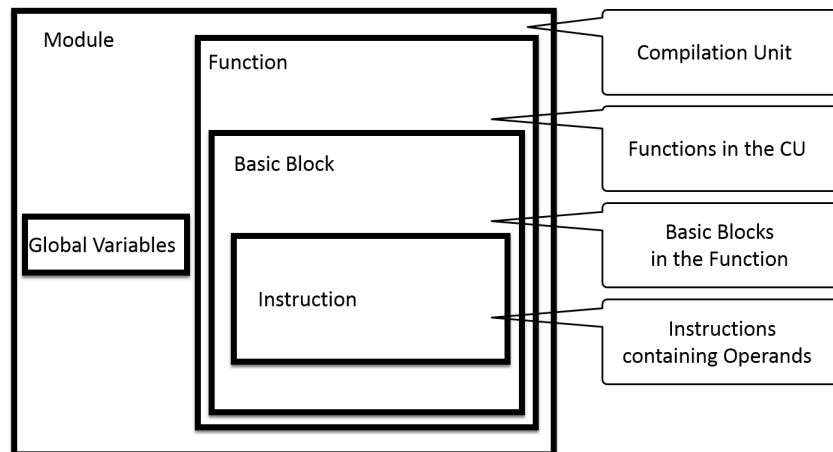 Module
Function
Basic Block
Global Variables
Instruction
Compilation Unit
Functions in the CU
Basic Blocks
in the Function
Instructions
containing Operands